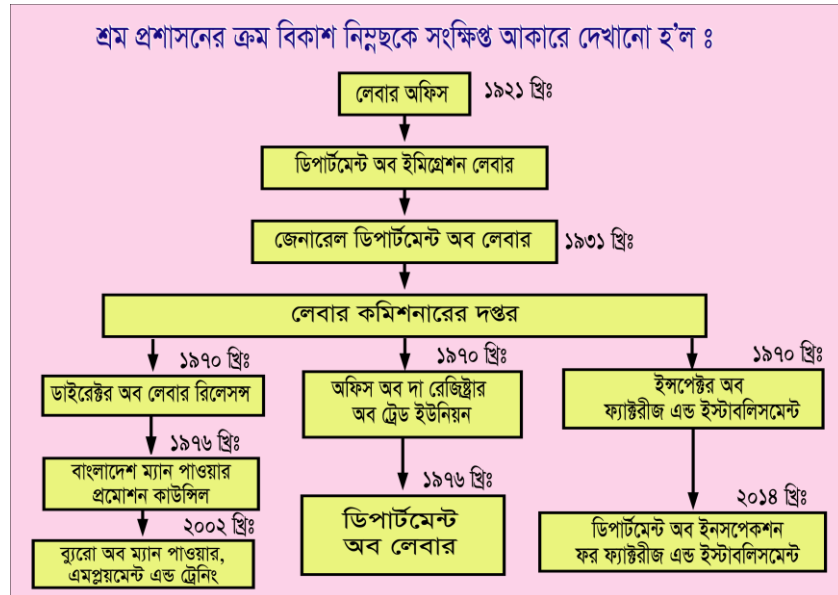 শ্রম প্রশাসনের ক্রম বিকাশ নিম্নছকে সংক্ষিপ্ত আকারে দেখানো হ’ল ঃ
লেবার অফিস
১৯২১ খ্রিঃ
ডিপার্টমেন্ট অব ইমিগ্রেশন লেবার
জেনারেল ডিপার্টমেন্ট অব লেবার
১৯৩১ খ্রিঃ
লেবার কমিশনারের দপ্তর
১৯৭০ খ্রিঃ
ডাইরেক্টর অব লেবার রিলেসন্স
১৯৭৬ খ্রিঃ
বাংলাদেশ ম্যান পাওয়ার
প্রমোশন কাউন্সিল
২০০২ খ্রিঃ
ব্যুরো অব ম্যান পাওয়ার,
এমপ্লয়মেন্ট এন্ড ট্রেনিং
১৯৭০ খ্রিঃ
অফিস অব দা রেজিষ্ট্রার
অব ট্রেড ইউনিয়ন
১৯৭৬ খ্রিঃ
ডিপার্টমেন্ট
অব লেবার
১৯৭০ খ্রিঃ
ইন্সপেক্টর অব
ফ্যাক্টরীজ এন্ড ইস্টাবলিসমেন্ট
২০১৪ খ্রিঃ
ডিপার্টমেন্ট অব ইনসপেকশন
ফর ফ্যাক্টরীজ এন্ড ইস্টাবলিসমেন্ট